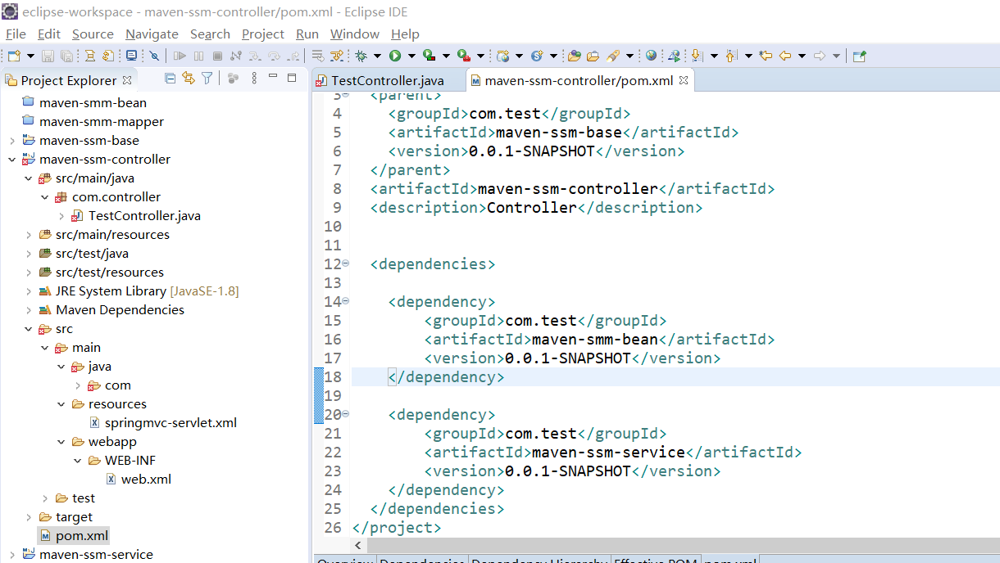 eclipse-workspace - maven-ssm-controller/pom.xml - Eclipse IDE
File Edit Source Navigate Search Project Run Window Help
Project Explorer
maven-smm-bean
maven-smm-mapper
maven-ssm-base
maven-ssm-controller
src/main/java
com.controller
TestController.java
src/main/resources
src/test/java
src/test/resources
JRE System Library [JavaSE-1.8]
Maven Dependencies
src
main
java
com
resources
springmvc-servlet.xml
webapp
WEB-INF
web.xml
test
target
pom.xml
maven-ssm-service
TestController.java maven-ssm-controller/pom.xml
3 <parent>
4 <groupId>com.test</groupId>
5 <artifactId>maven-ssm-base</artifactId>
6 <version>0.0.1-SNAPSHOT</version>
7 </parent>
8 <artifactId>maven-ssm-controller</artifactId>
9 <description>Controller</description>
10
11
12 <dependencies>
13
14 <dependency>
15 <groupId>com.test</groupId>
16 <artifactId>maven-smm-bean</artifactId>
17 <version>0.0.1-SNAPSHOT</version>
18 </dependency>
19
20 <dependency>
21 <groupId>com.test</groupId>
22 <artifactId>maven-ssm-service</artifactId>
23 <version>0.0.1-SNAPSHOT</version>
24 </dependency>
25 </dependencies>
26 </project>
Overview Dependencies Dependency Hierarchy Effective POM pom.xml